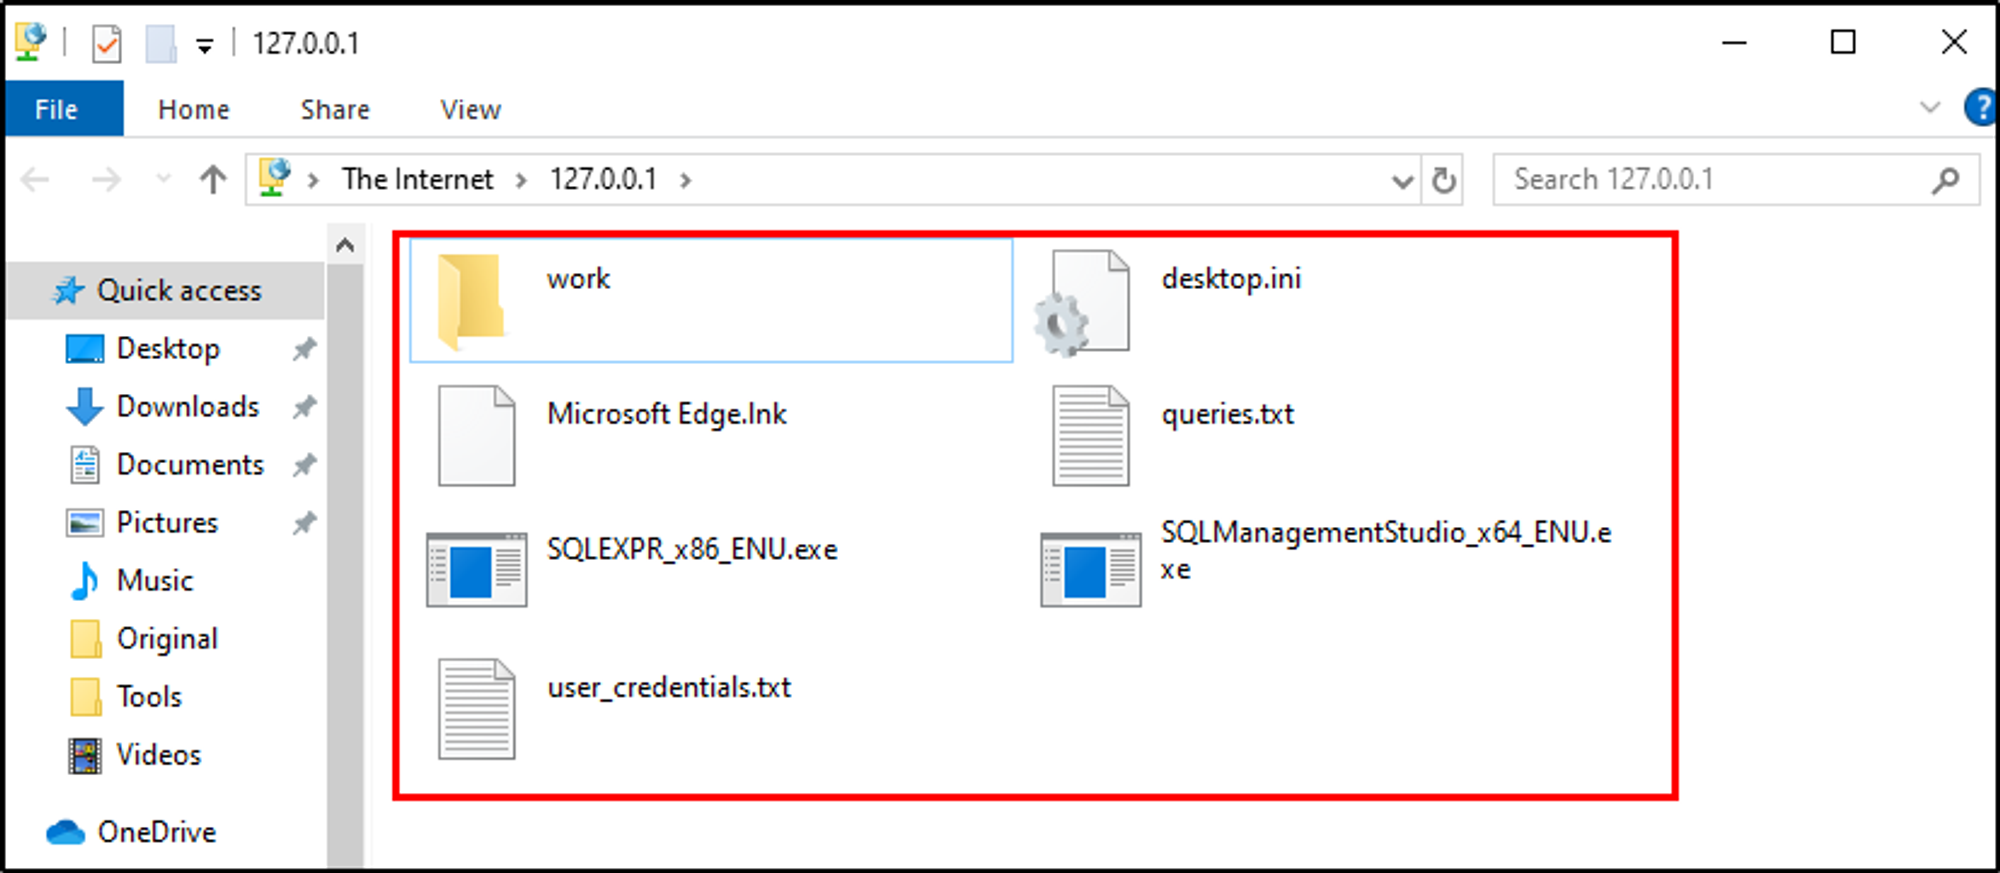 127.0.0.1
File Home Share View
The Internet 127.0.0.1
Search 127.0.0.1
Quick access
Desktop
Downloads
Documents
Pictures
Music
Original
Tools
Videos
OneDrive
work
desktop.ini
Microsoft Edge.lnk
queries.txt
SQLEXPR_x86_ENU.exe
SQLManagementStudio_x64_ENU.e
xe
user_credentials.txt